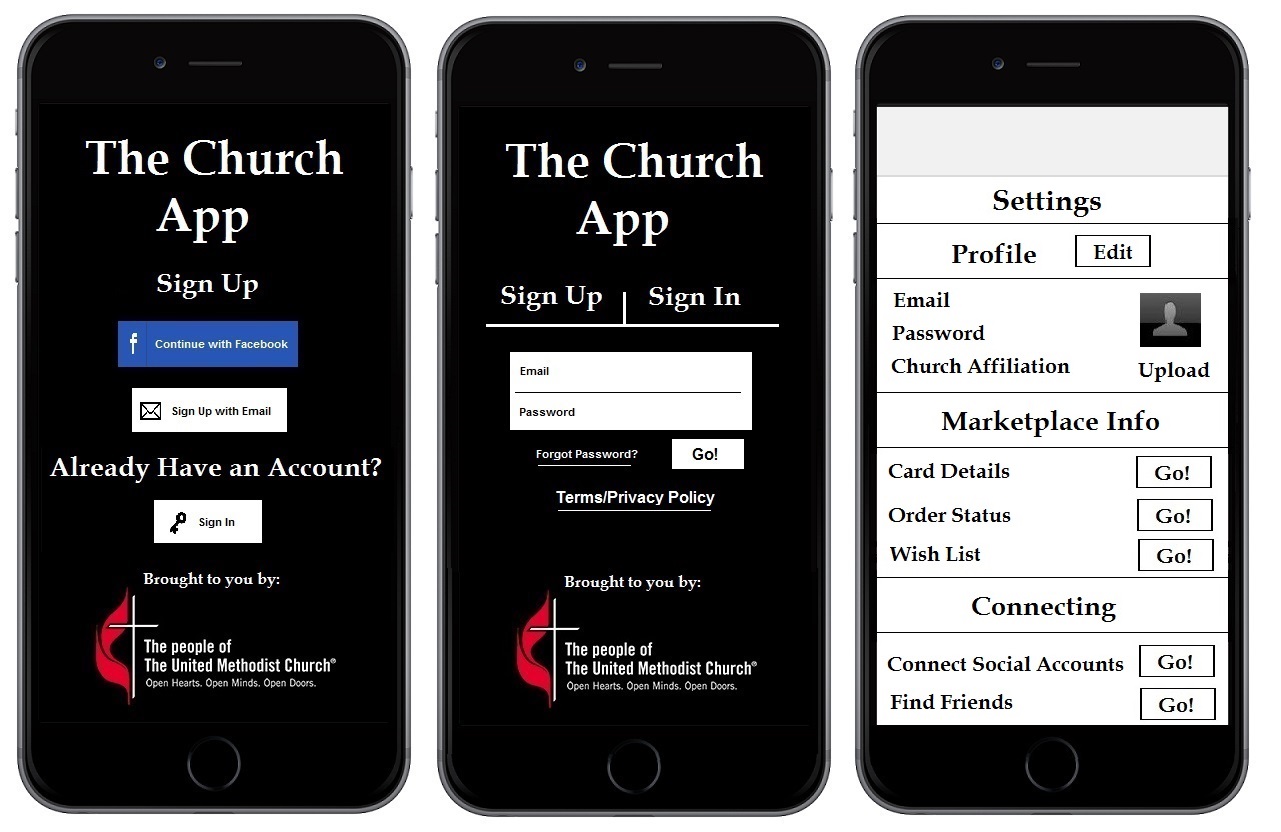 The Church
App
Sign Up
f Continue with Facebook
Sign Up with Email
Already Have an Account?
Sign In
Brought to you by:
The people of
The United Methodist Church®
Open Hearts. Open Minds. Open Doors.
The Church
App
Sign Up Sign In
Email
Password
Forgot Password? Go!
Terms/Privacy Policy
Brought to you by:
The people of
The United Methodist Church®
Open Hearts. Open Minds. Open Doors.
Settings
Profile Edit
Email
Password
Church Affiliation
Upload
Marketplace Info
Card Details Go!
Order Status Go!
Wish List Go!
Connecting
Connect Social Accounts Go!
Find Friends Go!